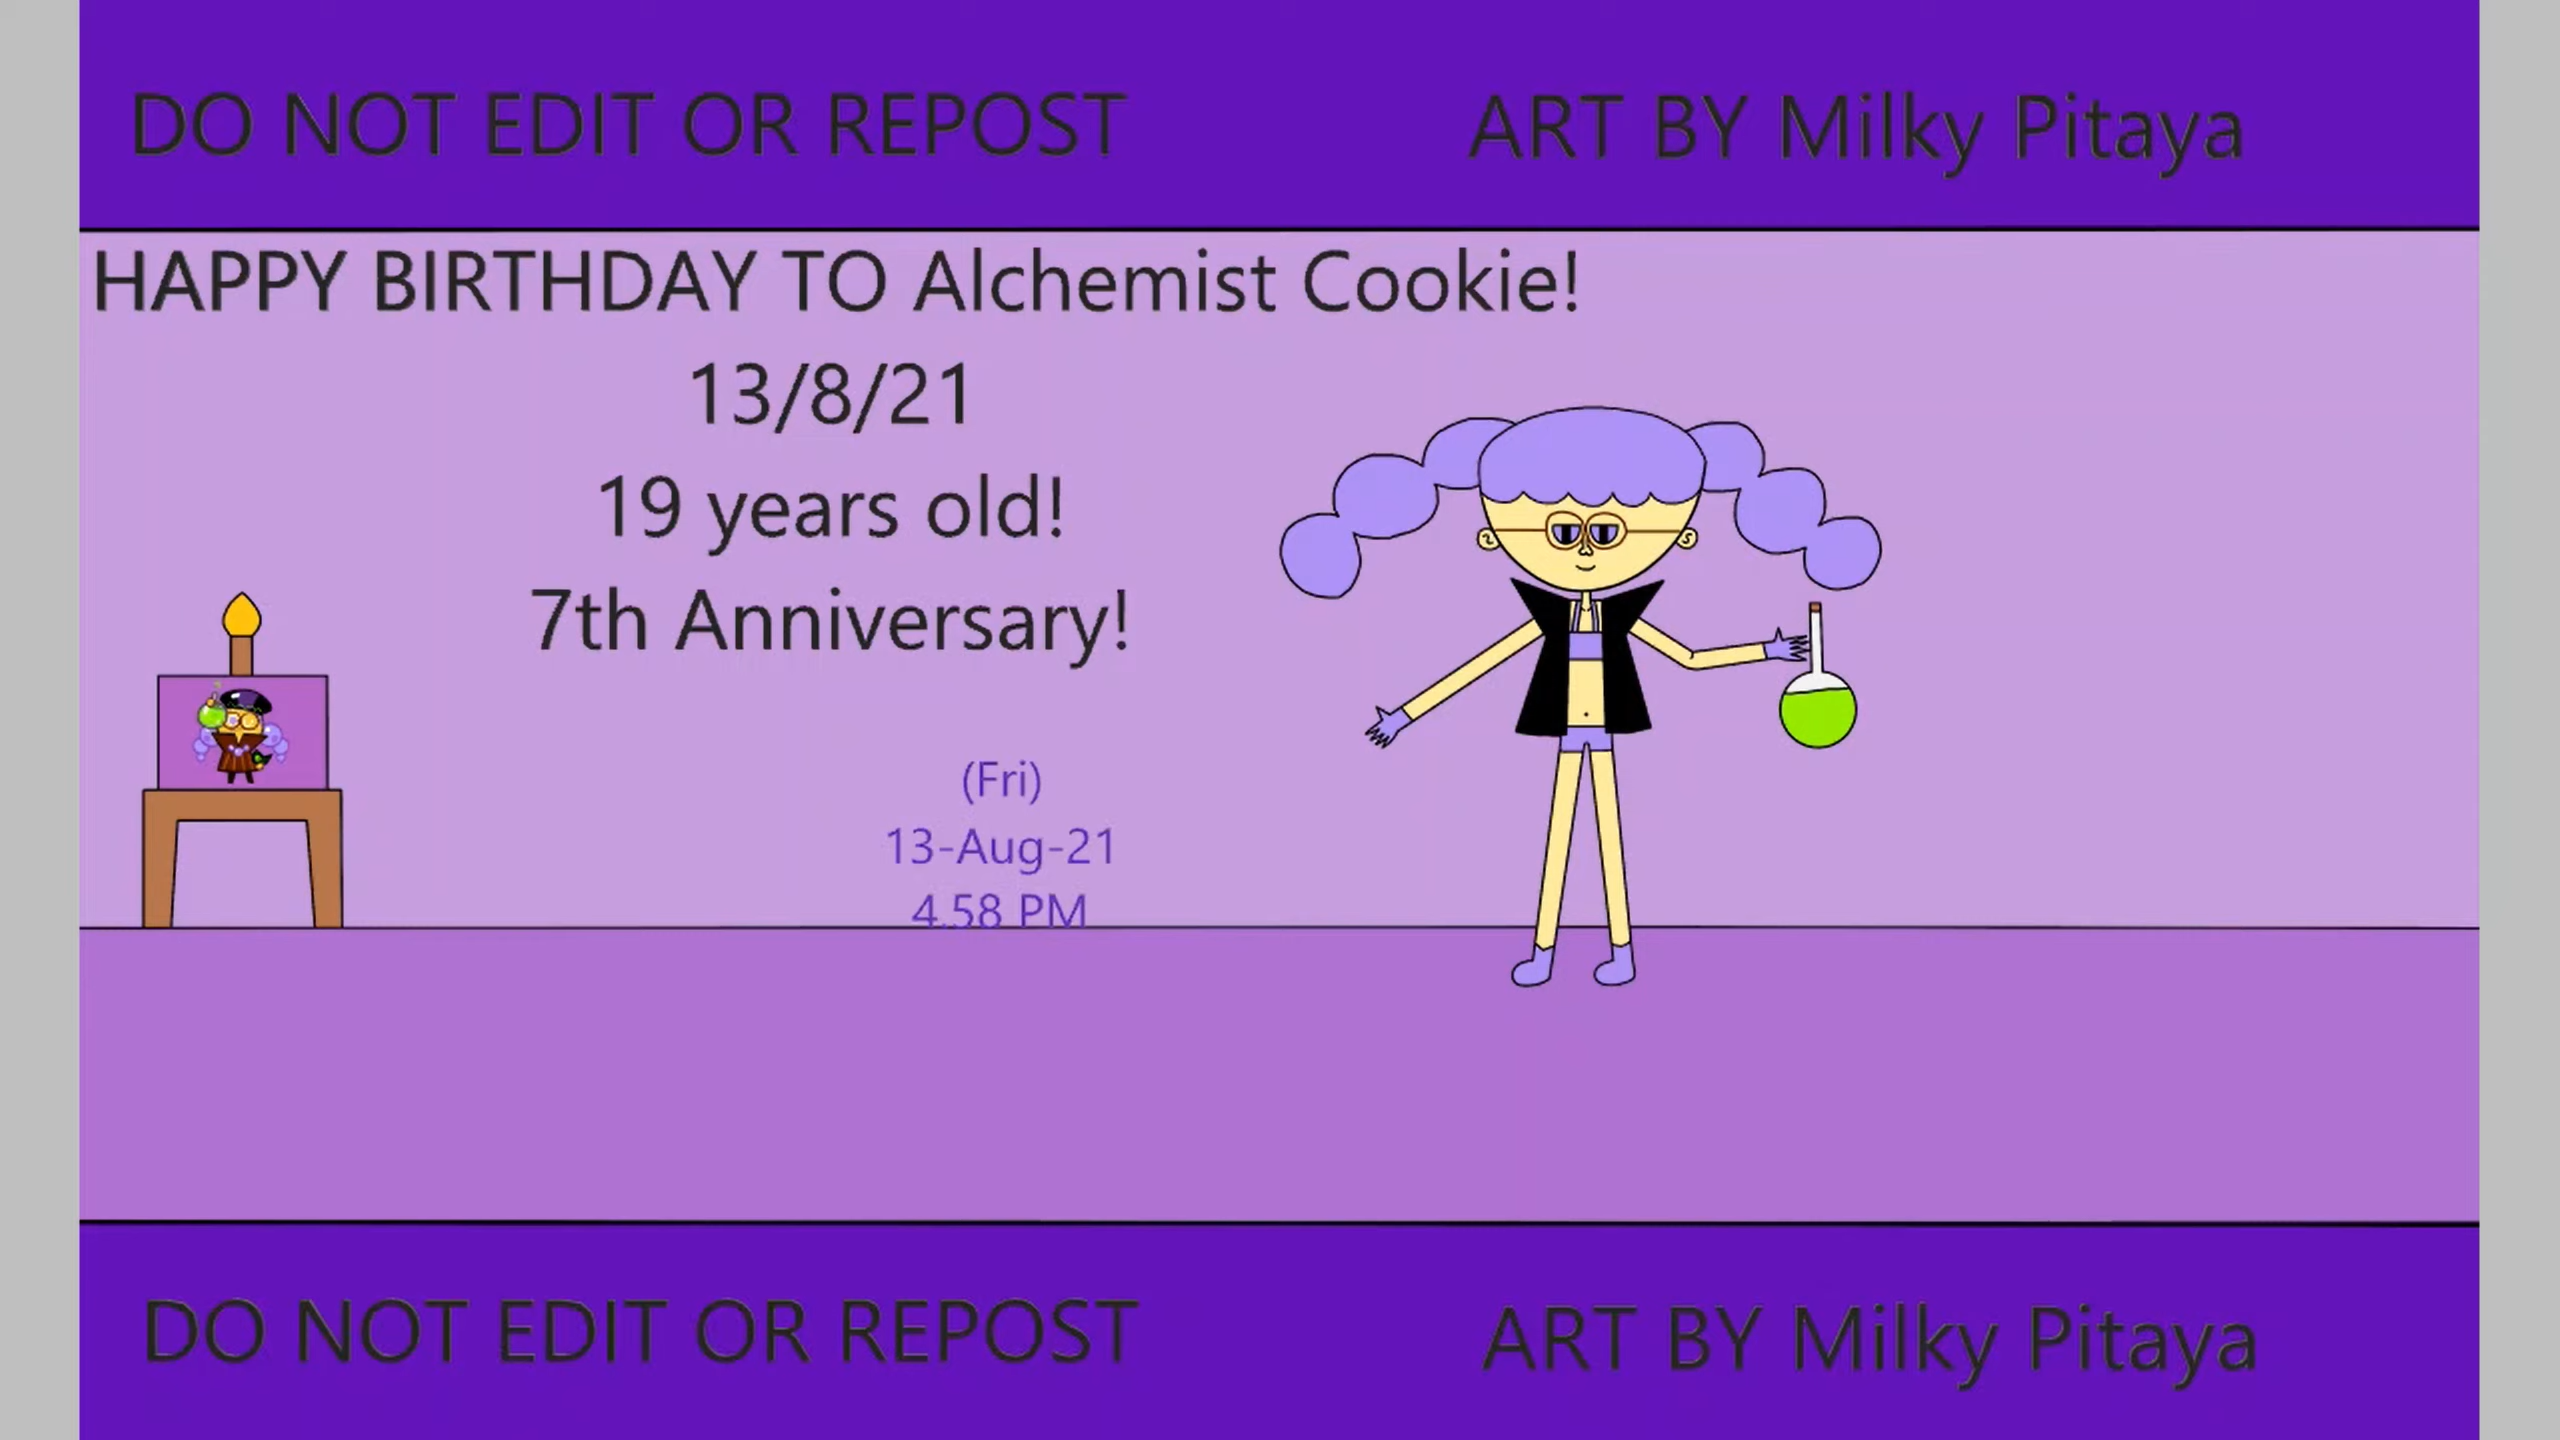 DO NOT EDIT OR REPOST
ART BY Milky Pitaya
HAPPY BIRTHDAY TO Alchemist Cookie!
13/8/21
19 years old!
7th Anniversary!
(Fri)
13-Aug-21
4.58 PM
DO NOT EDIT OR REPOST
ART BY Milky Pitaya